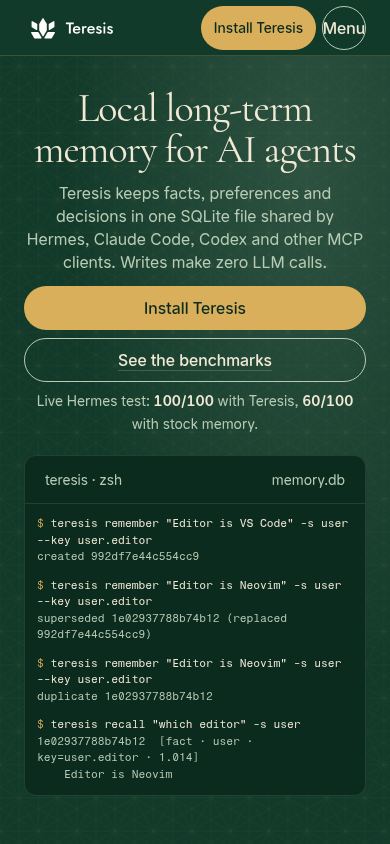 Teresis
Install Teresis
Menu
Local long-term
memory for AI agents
Teresis keeps facts, preferences and
decisions in one SQLite file shared by
Hermes, Claude Code, Codex and other MCP
clients. Writes make zero LLM calls.
Install Teresis
See the benchmarks
Live Hermes test: 100/100 with Teresis, 60/100
with stock memory.
teresis · zsh
memory.db
$ teresis remember "Editor is VS Code" -s user
--key user.editor
created 992df7e44c554cc9
$ teresis remember "Editor is Neovim" -s user
--key user.editor
superseded 1e02937788b74b12 (replaced
992df7e44c554cc9)
$ teresis remember "Editor is Neovim" -s user
--key user.editor
duplicate 1e02937788b74b12
$ teresis recall "which editor" -s user
1e02937788b74b12  [fact · user ·
key=user.editor · 1.014]
    Editor is Neovim